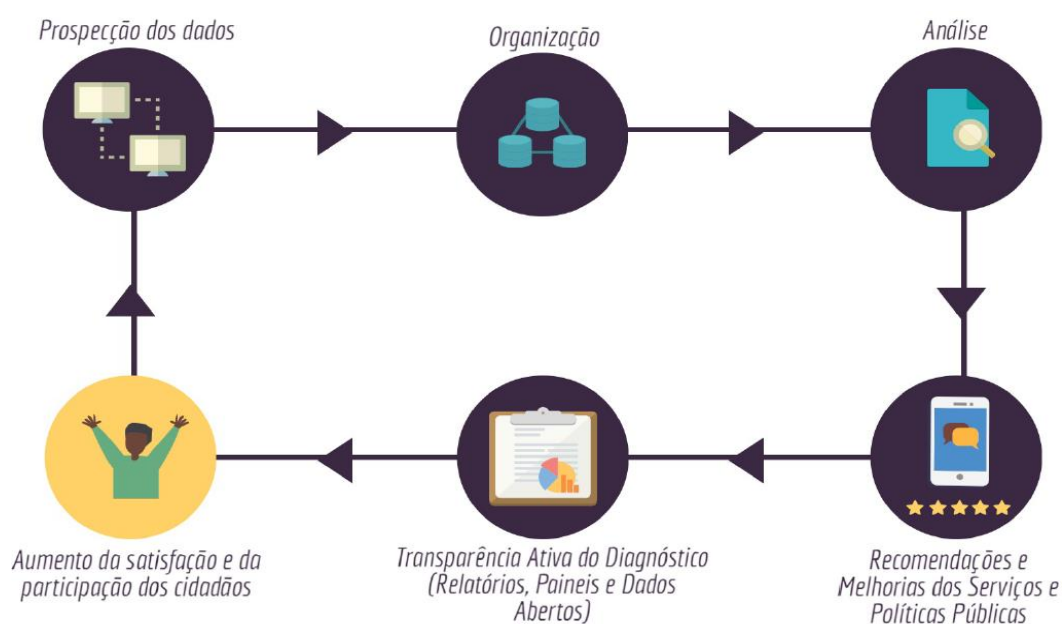 Prospecção dos dados
Organização
Análise
Aumento da satisfação e da
participação dos cidadãos
Transparência Ativa do Diagnóstico
(Relatórios, Paineis e Dados
Abertos)
Recomendações e
Melhorias dos Serviços e
Políticas Públicas